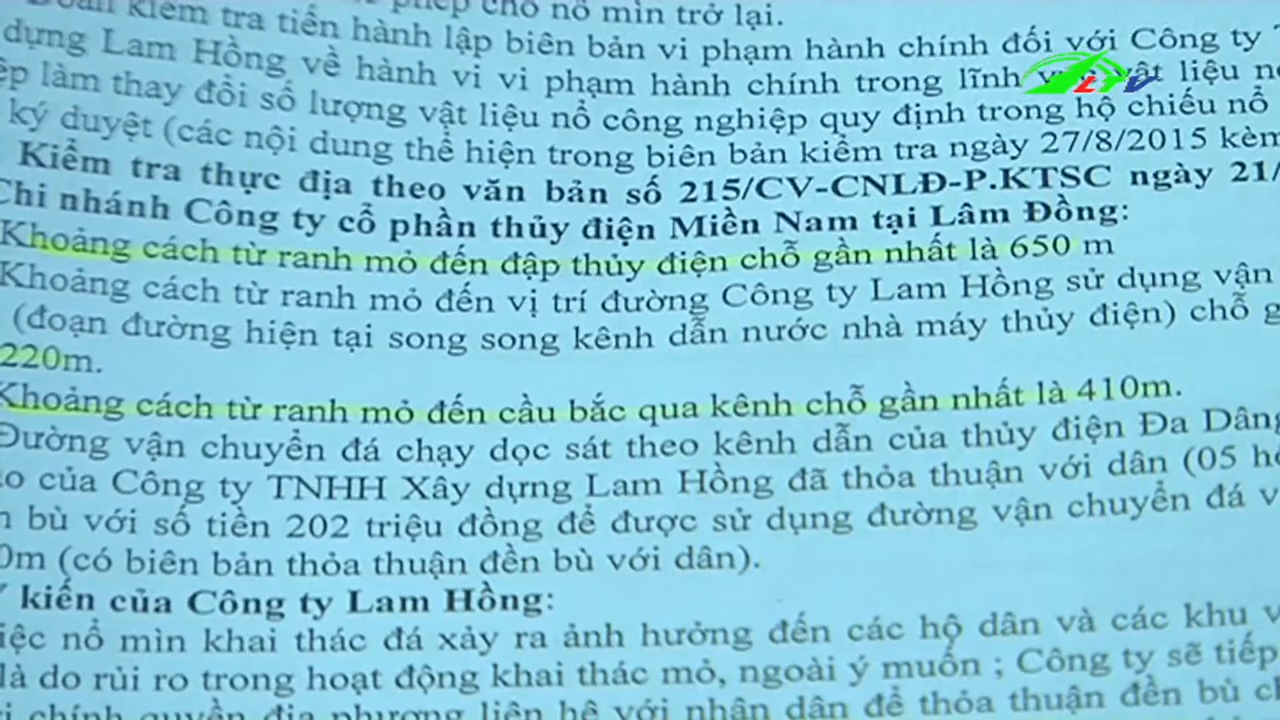 kiểm tra tiến hành lập biên bản vi phạm hành chính đối với Công ty
phép cho nổ mìn trở lại.
dựng Lam Hồng về hành vi vi phạm hành chính trong lĩnh vực vật liệu
LTV
làm thay đổi số lượng vật liệu nổ công nghiệp quy định trong hộ chiếu nổ
ký duyệt (các nội dung thể hiện trong biên bản kiểm tra ngày 27/8/2015 kèm
Kiểm tra thực địa theo văn bản số 215/CV-CNLĐ-P.KTSC ngày 21/
Chi nhánh Công ty cổ phần thủy điện Miền Nam tại Lâm Đồng:
Khoảng cách từ ranh mỏ đến đập thủy điện chỗ gần nhất là 650 m
Khoảng cách từ ranh mỏ đến vị trí đường Công ty Lam Hồng sử dụng vận
(đoạn đường hiện tại song song kênh dẫn nước nhà máy thủy điện) chỗ
220m.
Khoảng cách từ ranh mỏ đến cầu bắc qua kênh chỗ gần nhất là 410m.
Đường vận chuyển đá chạy dọc sát theo kênh dẫn của thủy điện Đa Dâng
của Công ty TNHH Xây dựng Lam Hồng đã thỏa thuận với dân (05
bù với số tiền 202 triệu đồng để được sử dụng đường vận chuyển đá
0m (có biên bản thỏa thuận đền bù với dân).
kiến của Công ty Lam Hồng:
nổ mìn khai thác đá xảy ra ảnh hưởng đến các hộ dân và các khu
là do rủi ro trong hoạt động khai thác mỏ, ngoài ý muốn ; Công ty sẽ tiếp
chính quyền địa phương liên hệ với nhân dân để thỏa thuận đền bù